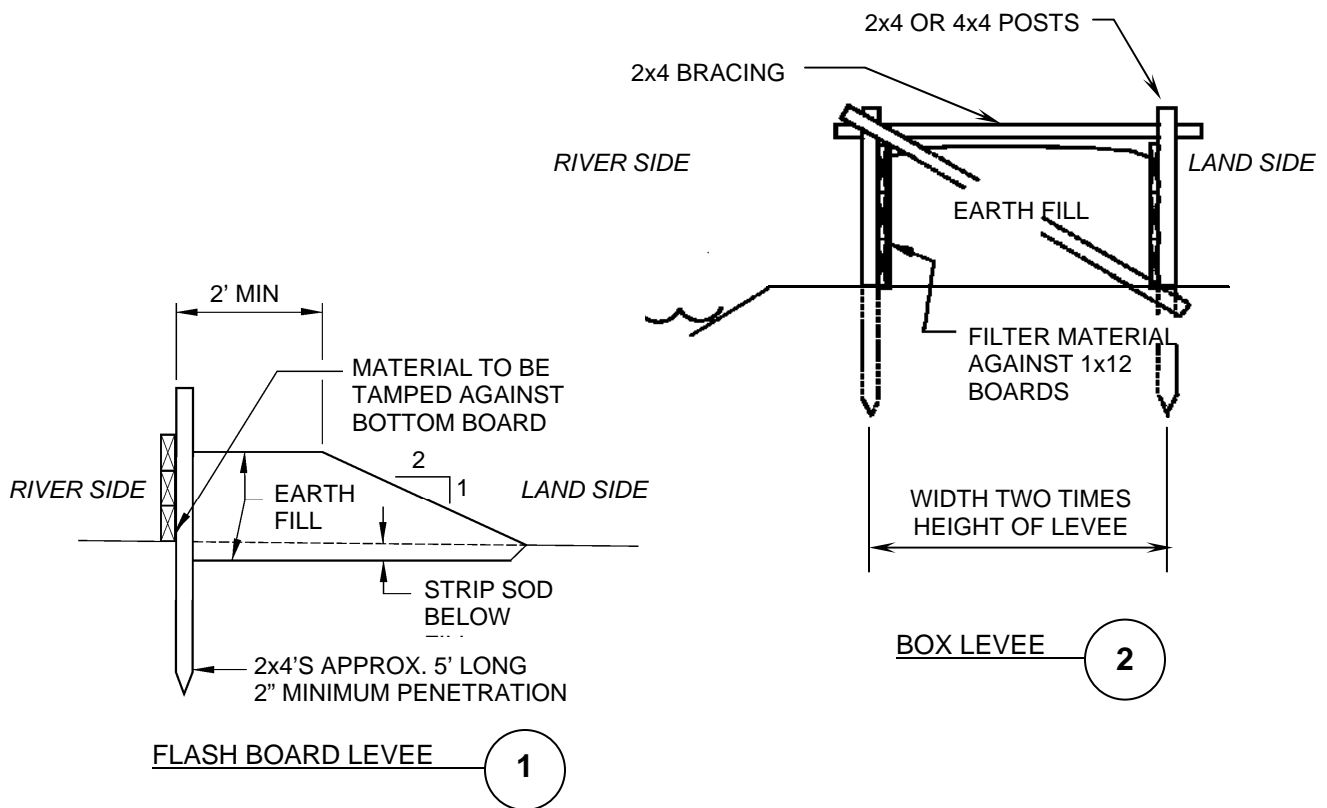 2x4 OR 4x4 POSTS
2x4 BRACING
RIVER SIDE
LAND SIDE
EARTH FILL
FILTER MATERIAL
AGAINST 1x12
BOARDS
WIDTH TWO TIMES
HEIGHT OF LEVEE
BOX LEVEE
2
2' MIN
MATERIAL TO BE
TAMPED AGAINST
BOTTOM BOARD
2
1
RIVER SIDE
EARTH
FILL
LAND SIDE
STRIP SOD
BELOW
2x4'S APPROX. 5' LONG
2" MINIMUM PENETRATION
FLASH BOARD LEVEE
1